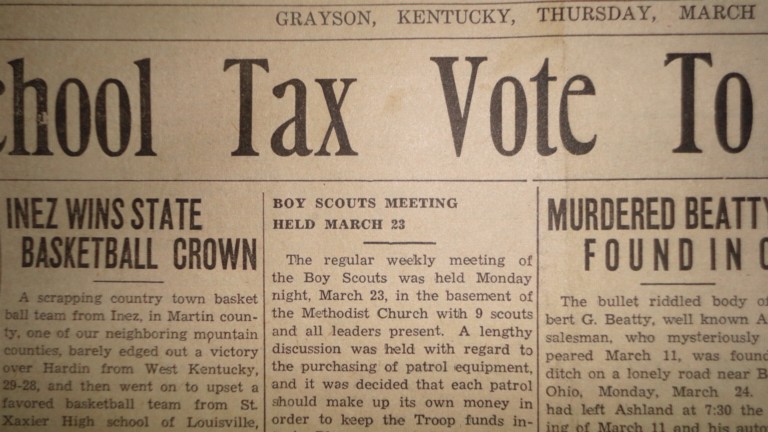 GRAYSON, KENTUCKY, THURSDAY, MARCH
chool Tax Vote To
INEZ WINS STATE
BASKETBALL CROWN
A scrapping country town basket
ball team from Inez, in Martin coun-
ty, one of our neighboring mountain
counties, barely edged out a victory
over Hardin from West Kentucky,
29-28, and then went on to upset a
favored basketball team from St.
Xaxier High school of Louisville,
BOY SCOUTS MEETING
HELD MARCH 23
The regular weekly meeting of
the Boy Scouts was held Monday
night, March 23, in the basement of
the Methodist Church with 9 scouts
and all leaders present. A lengthy
discussion was held with regard to
the purchasing of patrol equipment,
and it was decided that each patrol
should make up its own money in
order to keep the Troop funds in-
MURDERED BEATTY
FOUND IN
The bullet riddled body of
bert G. Beatty, well known A
salesman, who mysteriously
peared March 11, was found
ditch on a lonely road near B
Ohio, Monday, March 24.
had left Ashland at 7:30 the
ing of March 11 and his auto